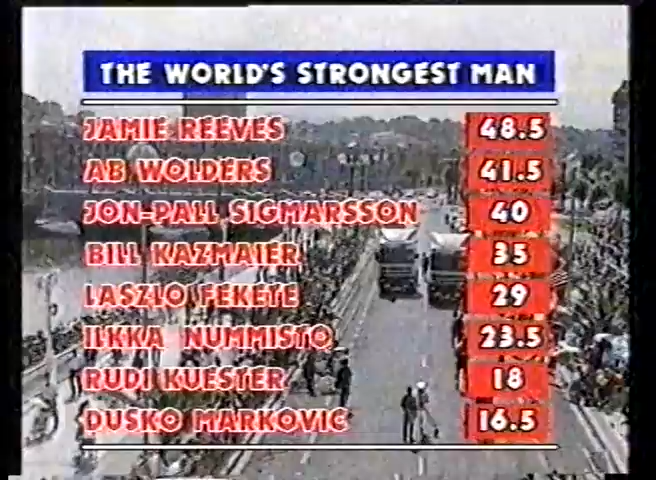 THE WORLD'S STRONGEST MAN
JAMIE REEVES 48.5
AB WOLDERS 41.5
JON-PALL SIGMARSSON 40
BILL KAZMAIER 35
LASZLO FEKETE 29
ILKKA NUMMISTO 23.5
RUDI KUESTER 18
DUSKO MARKOVIC 16.5